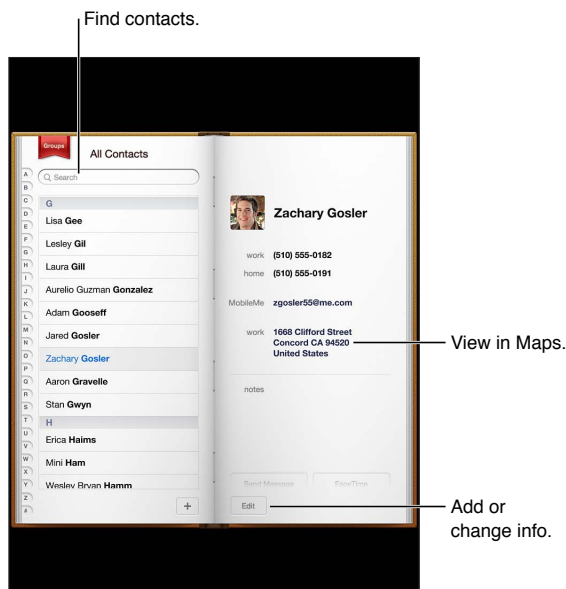 Find contacts.
Groups
All Contacts
Search
A
B
C
D
E
F
G
H
I
J
K
L
M
N
O
P
Q
R
S
T
U
V
W
X
Y
Z
#
G
Lisa Gee
Lesley Gil
Laura Gill
Aurelio Guzman Gonzalez
Adam Gooseff
Jared Gosler
Zachary Gosler
Aaron Gravelle
Stan Gwyn
H
Erica Haims
Mini Ham
Wesley Bryan Hamm
+
Zachary Gosler
work (510) 555-0182
home (510) 555-0191
MobileMe zgosler55@me.com
work 1668 Clifford Street
Concord CA 94520
United States
notes
Send Message FaceTime
Edit
View in Maps.
Add or
change info.